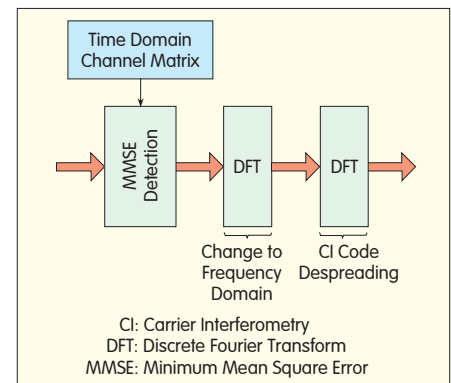 Time Domain
Channel Matrix
MMSE
Detection
DFT
DFT
Change to
Frequency
Domain
CI Code
Despreading
CI: Carrier Interferometry
DFT: Discrete Fourier Transform
MMSE: Minimum Mean Square Error